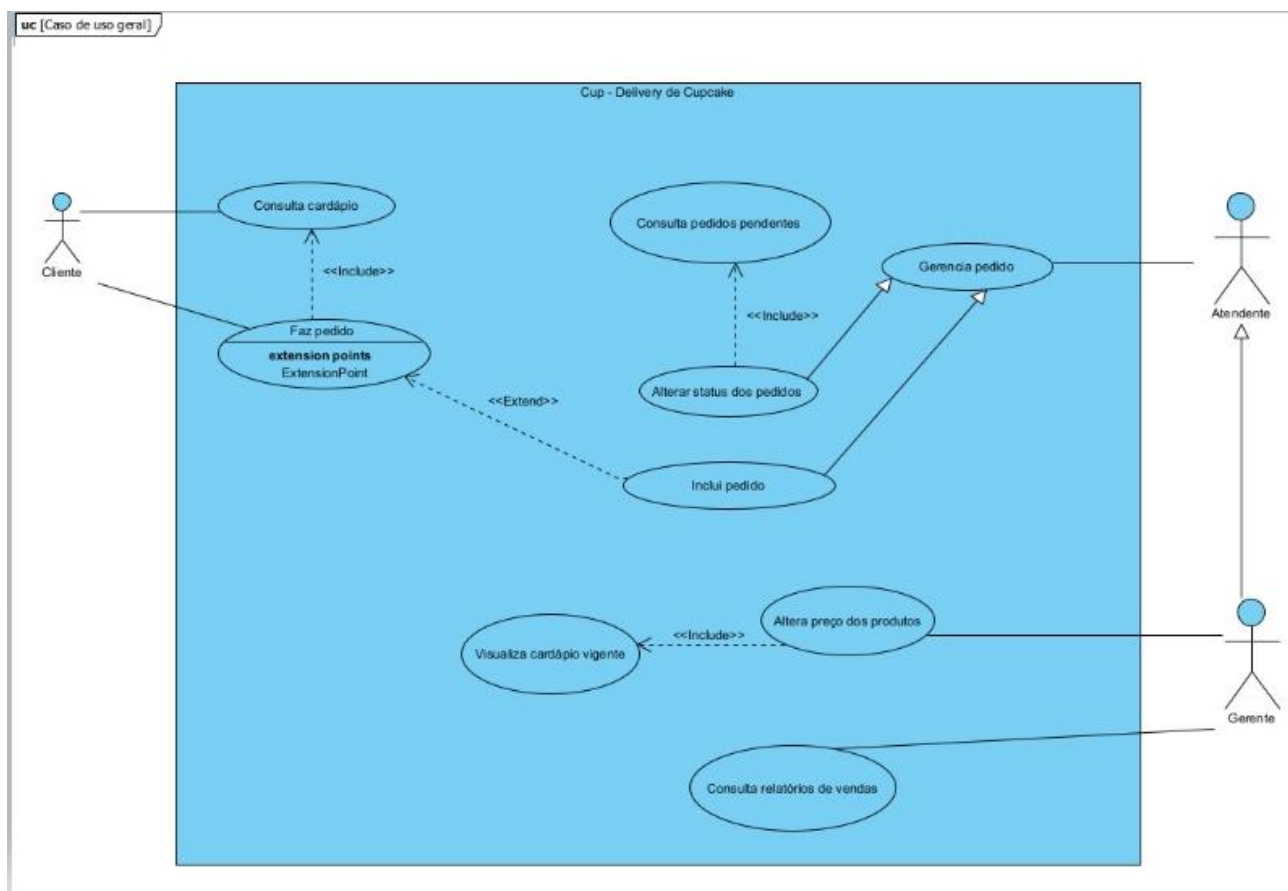 uc [Caso de uso geral]
Cup - Delivery de Cupcake
Consulta cardápio
Consulta pedidos pendentes
Gerencia pedido
Cliente
<<Include>>
Atendente
<<Include>>
Faz pedido
extension points
ExtensionPoint
Alterar status dos pedidos
<<Extend>>
Inclui pedido
Altera preço dos produtos
<<Include>>
Visualiza cardápio vigente
Gerente
Consulta relatórios de vendas